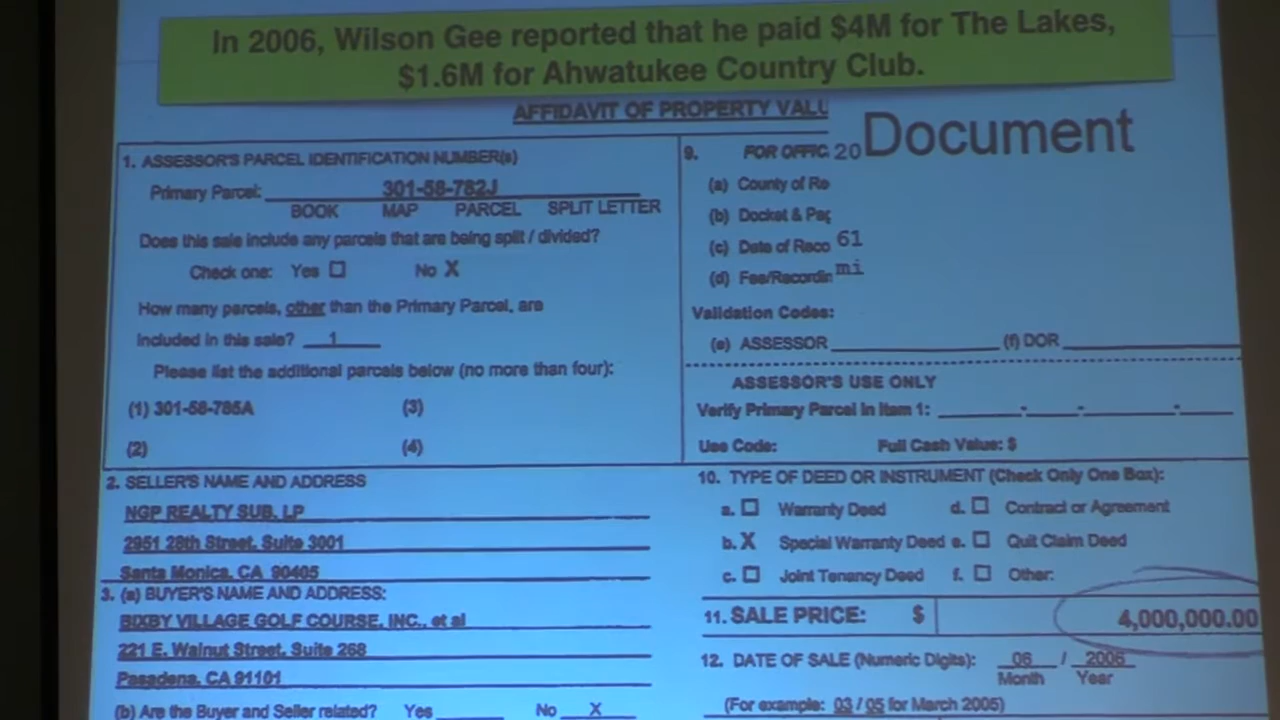 In 2006, Wilson Gee reported that he paid $4M for The Lakes,
$1.6M for Ahwatukee Country Club.
AFFIDAVIT OF PROPERTY VALU
Document
1. ASSESSOR'S PARCEL IDENTIFICATION NUMBER(s)
Primary Parcel: 301-58-782J
BOOK MAP PARCEL SPLIT LETTER
Does this sale include any parcels that are being split / divided?
Check one: Yes ☐ No X
How many parcels, other than the Primary Parcel, are
included in this sale? 1
Please list the additional parcels below (no more than four):
(1) 301-58-785A (3)
(2) (4)
2. SELLER'S NAME AND ADDRESS
NGP REALTY SUB, LP
2951 28th Street, Suite 3001
Santa Monica, CA 90405
3. (a) BUYER'S NAME AND ADDRESS:
BIXBY VILLAGE GOLF COURSE, INC., et al
221 E. Walnut Street, Suite 268
Pasadena, CA 91101
(b) Are the Buyer and Seller related? Yes No X
9. FOR OFFIC 20
(a) County of Re
(b) Docket & Pag
(c) Date of Reco 61
(d) Fee/Recordin mi
Validation Codes:
(e) ASSESSOR (f) DOR
ASSESSOR'S USE ONLY
Verify Primary Parcel in Item 1: - - -
Use Code: Full Cash Value: $
10. TYPE OF DEED OR INSTRUMENT (Check Only One Box):
a. ☐ Warranty Deed d. ☐ Contract or Agreement
b. X Special Warranty Deed e. ☐ Quit Claim Deed
c. ☐ Joint Tenancy Deed f. ☐ Other:
11. SALE PRICE: $ 4,000,000.00
12. DATE OF SALE (Numeric Digits): 06 / 2006
Month Year
(For example: 03 / 05 for March 2005)